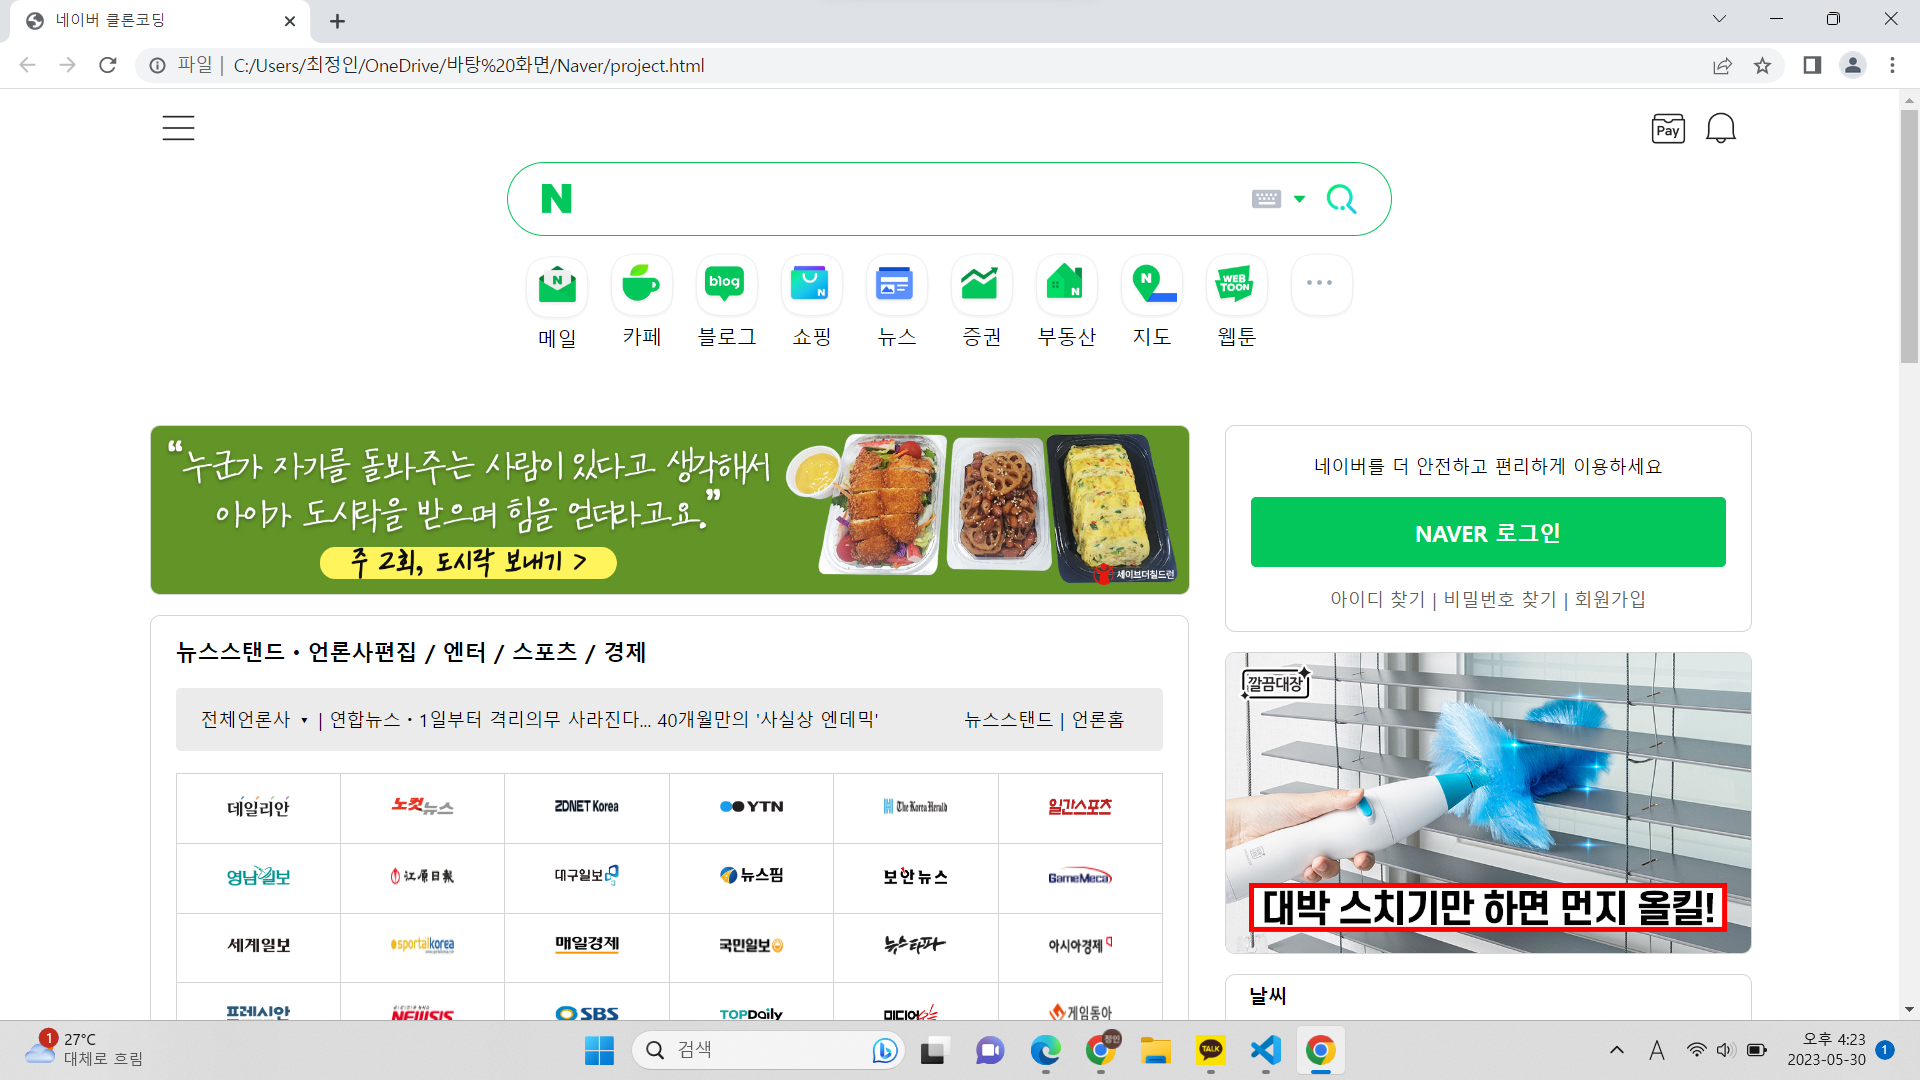 네이버 클론코딩
파일 | C:/Users/최정인/OneDrive/바탕%20화면/Naver/project.html
Pay
N
N blog N N N WEB TOON
메일 카페 블로그 쇼핑 뉴스 증권 부동산 지도 웹툰
“누군가 자기를 돌봐주는 사람이 있다고 생각해서
아이가 도시락을 받으며 힘을 얻더라고요.”
주 2회, 도시락 보내기 >
세이브더칠드런
네이버를 더 안전하고 편리하게 이용하세요
NAVER 로그인
아이디 찾기 | 비밀번호 찾기 | 회원가입
뉴스스탠드 • 언론사편집 / 엔터 / 스포츠 / 경제
전체언론사 ▾ | 연합뉴스 • 1일부터 격리의무 사라진다... 40개월만의 '사실상 엔데믹'
뉴스스탠드 | 언론홈
데일리안 노컷뉴스 ZDNET Korea YTN The Korea Herald 일간스포츠
영남일보 江原日報 대구일보 뉴스핌 보안뉴스 GameMeca
세계일보 sportalkorea 매일경제 국민일보 뉴스타파 아시아경제
프레시안 NEWSIS SBS TOPDaily 미디어오늘 게임동아
깔끔대장
대박 스치기만 하면 먼지 올킬!
날씨
1
27°C
대체로 흐림
검색
정인
TALK
A
오후 4:23
2023-05-30
1